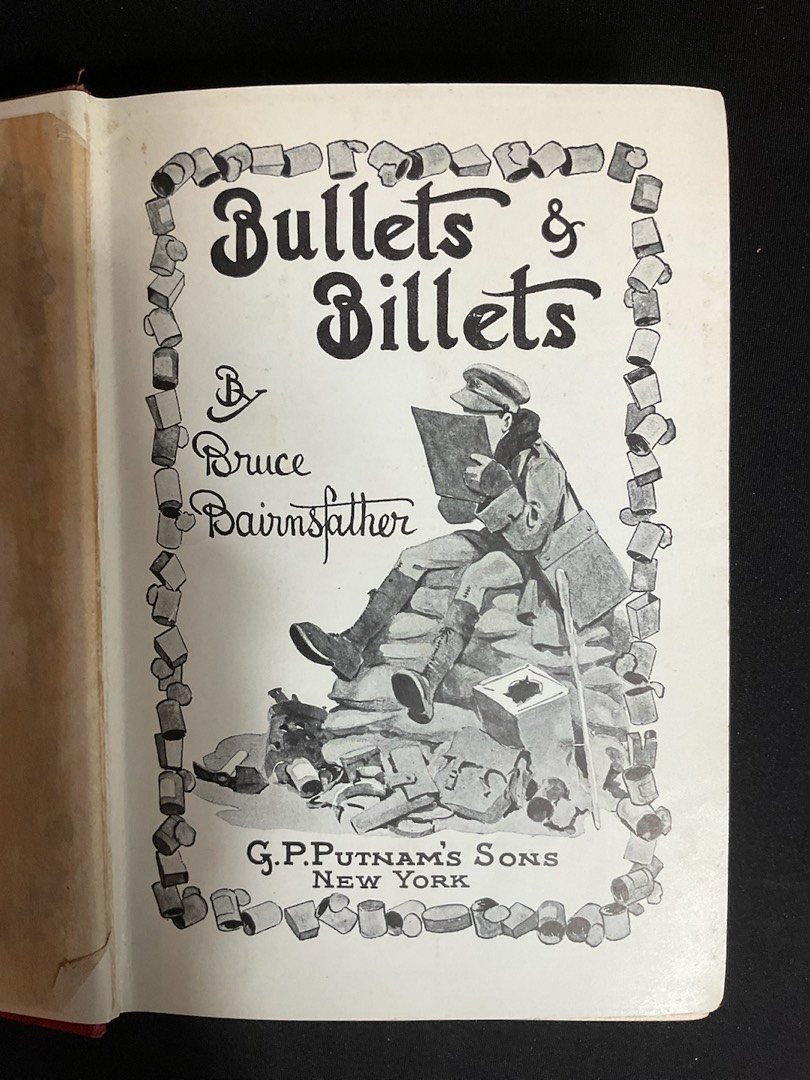 Bullets &
Billets
By
Bruce
Bairnsfather
G.P. Putnam's Sons
New York